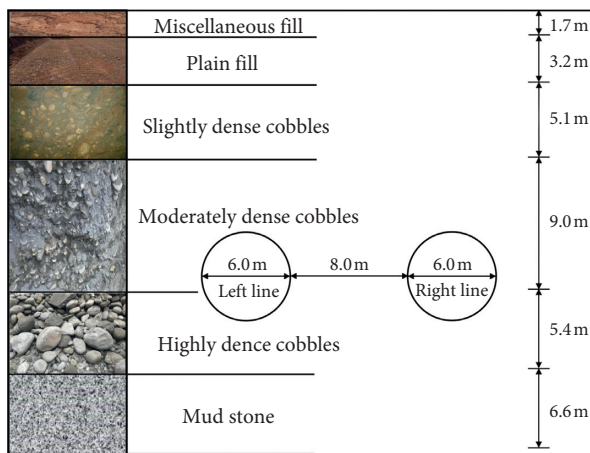 Miscellaneous fill
1.7 m
Plain fill
3.2 m
Slightly dense cobbles
5.1 m
Moderately dense cobbles
9.0 m
6.0 m
8.0 m
6.0 m
Left line
Right line
Highly dence cobbles
5.4 m
Mud stone
6.6 m